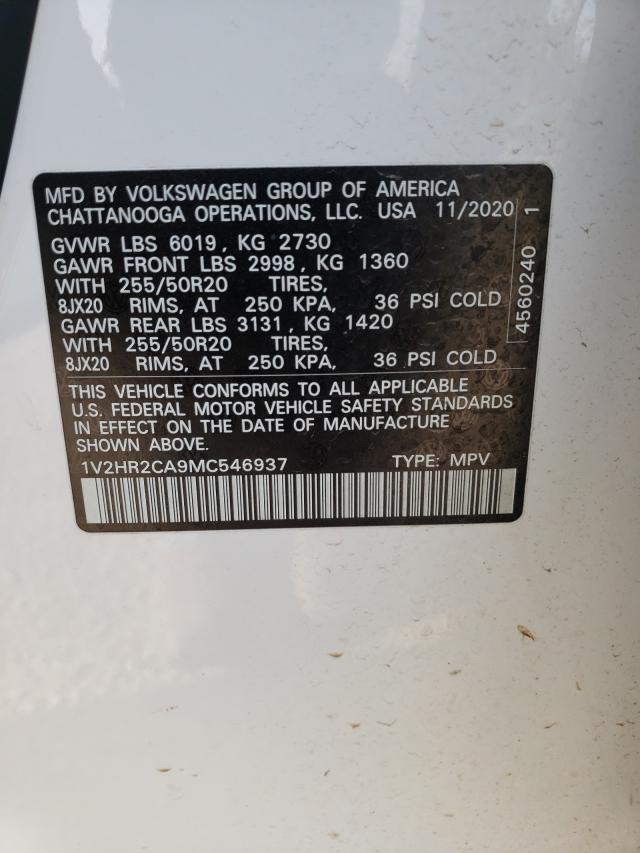 MFD BY VOLKSWAGEN GROUP OF AMERICA
CHATTANOOGA OPERATIONS, LLC. USA 11/2020
GVWR LBS 6019, KG 2730
GAWR FRONT LBS 2998, KG 1360
WITH 255/50R20 TIRES,
8JX20 RIMS, AT 250 KPA, 36 PSI COLD
GAWR REAR LBS 3131, KG 1420
WITH 255/50R20 TIRES,
8JX20 RIMS, AT 250 KPA, 36 PSI COLD
THIS VEHICLE CONFORMS TO ALL APPLICABLE
U.S. FEDERAL MOTOR VEHICLE SAFETY STANDARDS
IN EFFECT ON THE DATE OF MANUFACTURE
SHOWN ABOVE.
1V2HR2CA9MC546937 TYPE: MPV
4560240 1